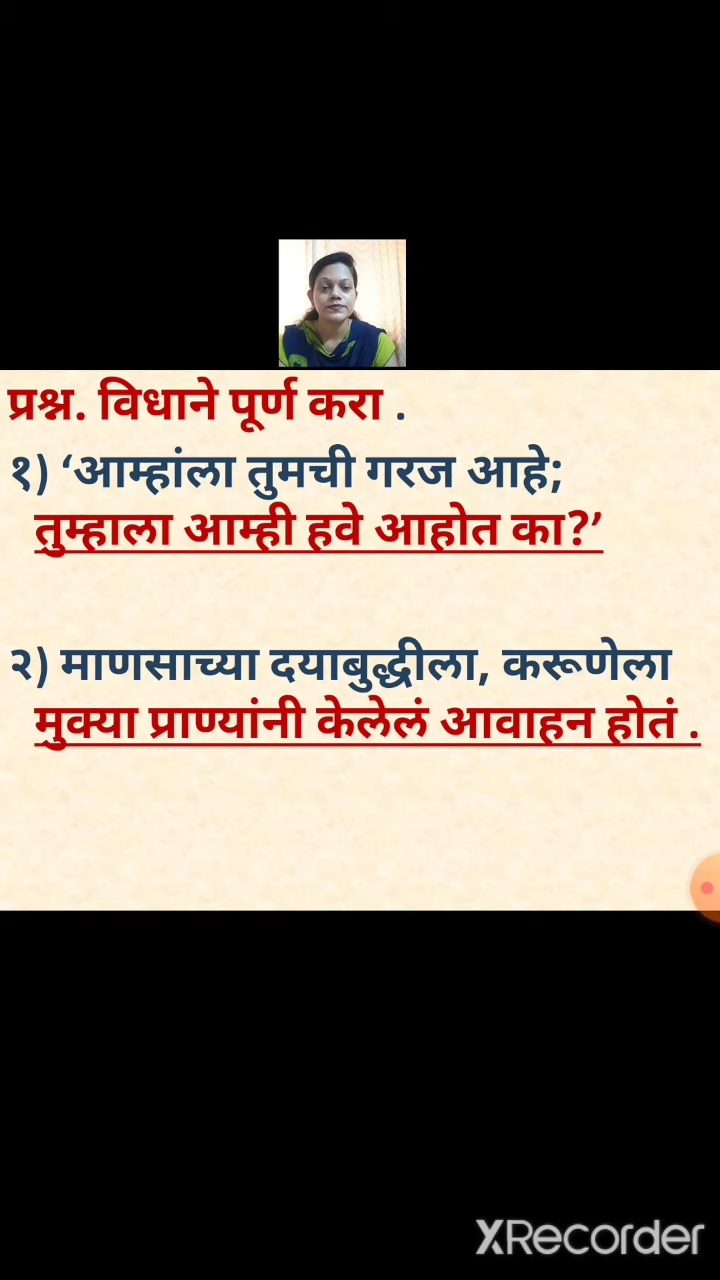 प्रश्न. विधाने पूर्ण करा .
१) ‘आम्हांला तुमची गरज आहे;
तुम्हाला आम्ही हवे आहोत का?’
२) माणसाच्या दयाबुद्धीला, करूणेला
मुक्या प्राण्यांनी केलेलं आवाहन होतं .
XRecorder